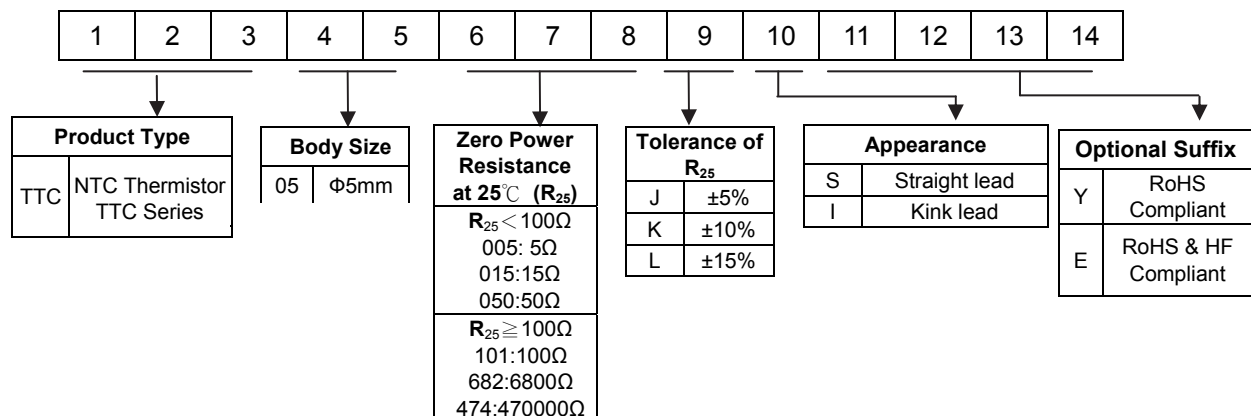 1 2 3 4 5 6 7 8 9 10 11 12 13 14
Product Type
TTC NTC Thermistor
TTC Series
Body Size
05 Φ5mm
Zero Power
Resistance
at 25℃ (R₂₅)
R₂₅＜100Ω
005: 5Ω
015:15Ω
050:50Ω
R₂₅≧100Ω
101:100Ω
682:6800Ω
474:470000Ω
Tolerance of
R₂₅
J ±5%
K ±10%
L ±15%
Appearance
S Straight lead
I Kink lead
Optional Suffix
Y RoHS
Compliant
E RoHS & HF
Compliant